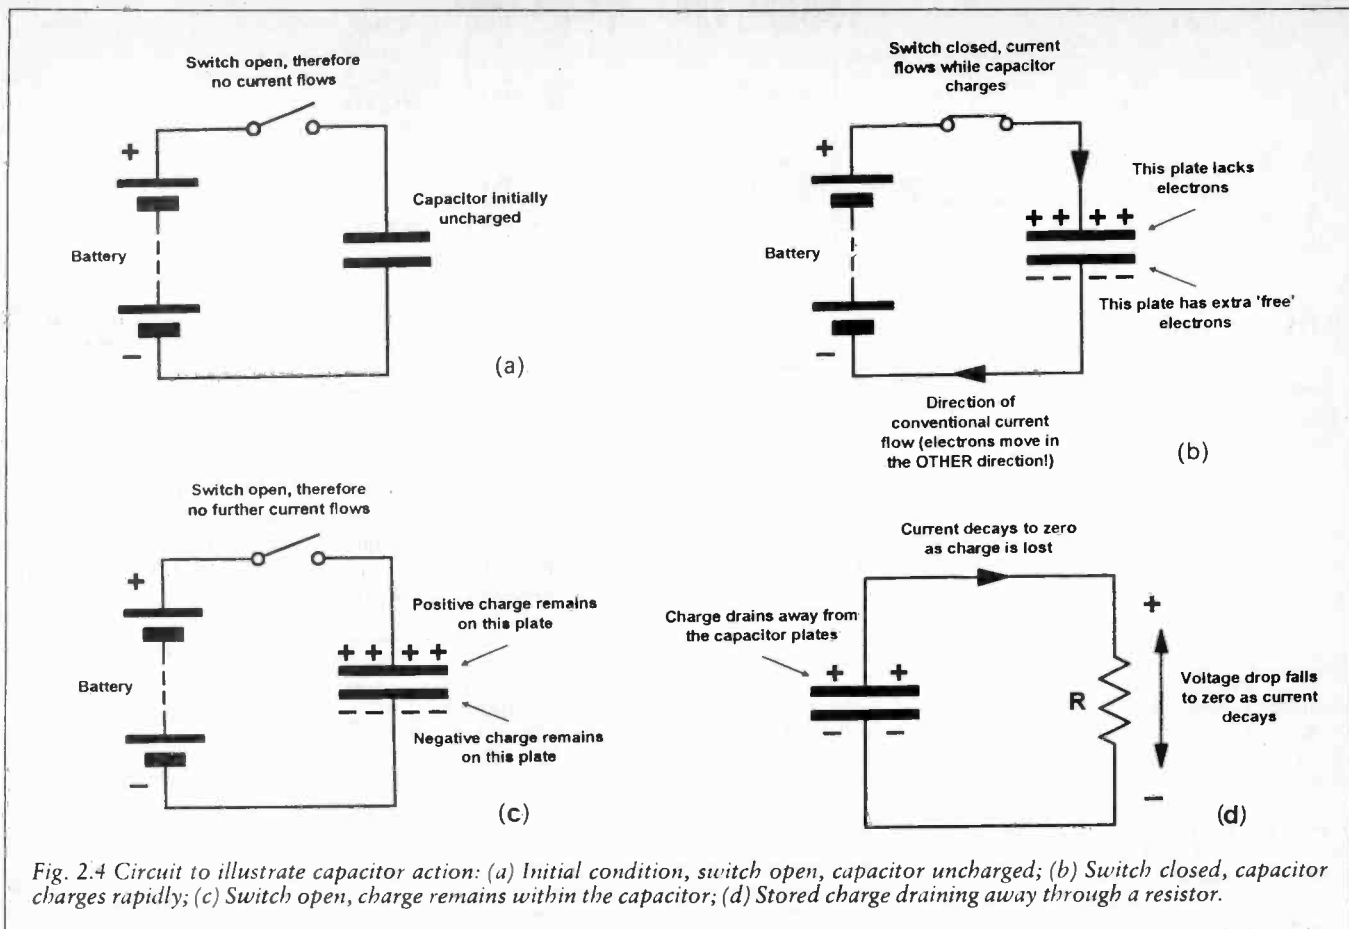 Switch open, therefore
no current flows
+
Capacitor initially
uncharged
Battery
−
(a)
Switch closed, current
flows while capacitor
charges
+
This plate lacks
electrons
+ + + +
Battery
− − − −
This plate has extra 'free'
electrons
−
Direction of
conventional current
flow (electrons move in
the OTHER direction!)
(b)
Switch open, therefore
no further current flows
+
Positive charge remains
on this plate
+ + + +
Battery
− − − −
Negative charge remains
on this plate
−
(c)
Current decays to zero
as charge is lost
Charge drains away from
the capacitor plates
+
+ +
R
Voltage drop falls
to zero as current
decays
− −
−
(d)
Fig. 2.4 Circuit to illustrate capacitor action: (a) Initial condition, switch open, capacitor uncharged; (b) Switch closed, capacitor
charges rapidly; (c) Switch open, charge remains within the capacitor; (d) Stored charge draining away through a resistor.